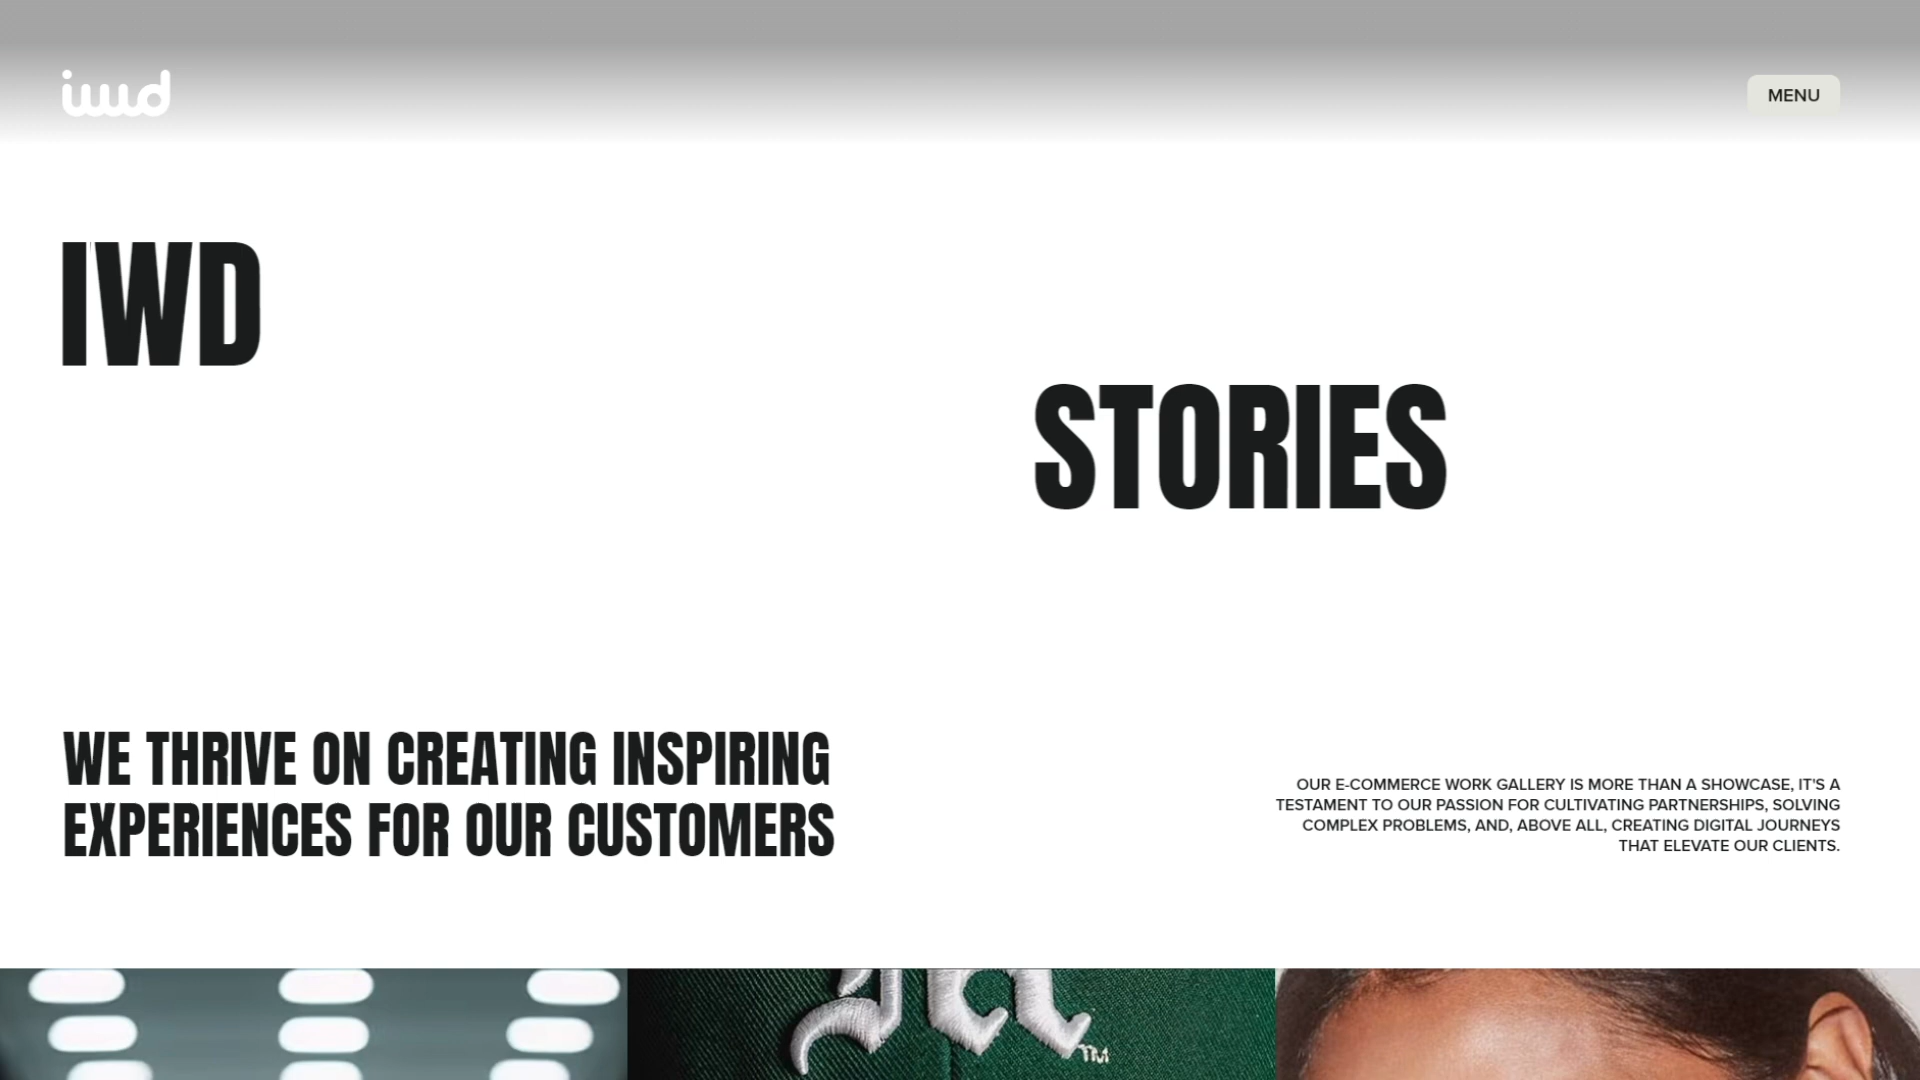 iwd
MENU
IWD
STORIES
WE THRIVE ON CREATING INSPIRING
EXPERIENCES FOR OUR CUSTOMERS
OUR E-COMMERCE WORK GALLERY IS MORE THAN A SHOWCASE, IT'S A
TESTAMENT TO OUR PASSION FOR CULTIVATING PARTNERSHIPS, SOLVING
COMPLEX PROBLEMS, AND, ABOVE ALL, CREATING DIGITAL JOURNEYS
THAT ELEVATE OUR CLIENTS.
TM